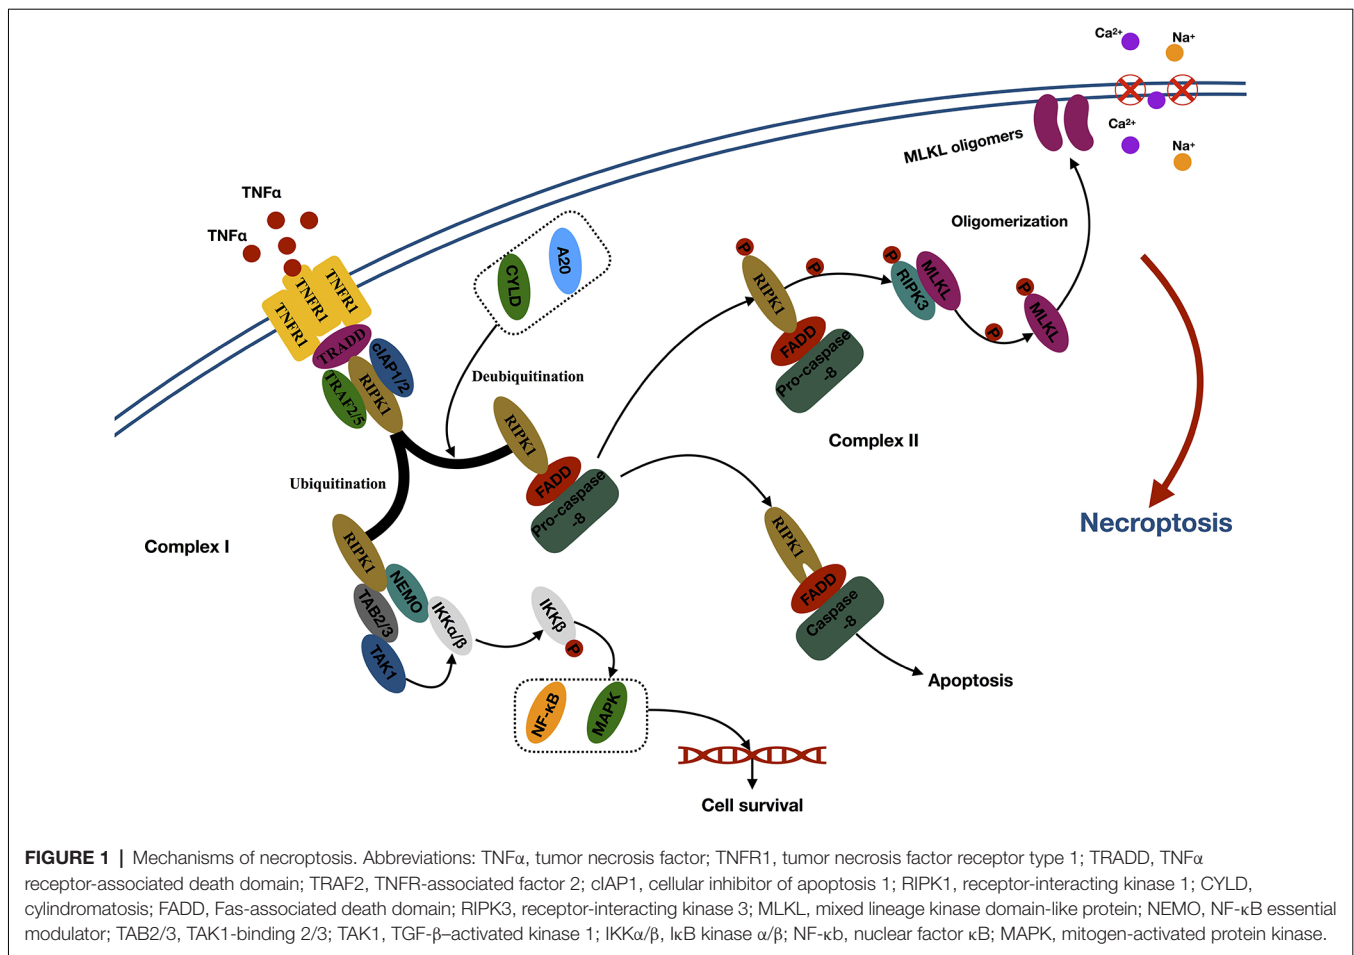 Ca²⁺
Na⁺
Ca²⁺
Na⁺
MLKL oligomers
TNFα
TNFα
TNFR1
TNFR1
TNFR1
TRADD
cIAP1/2
TRAF2/5
RIPK1
CYLD
A20
Deubiquitination
Ubiquitination
Complex I
RIPK1
FADD
Pro-caspase
-8
P
RIPK1
P
FADD
Pro-caspase
-8
Complex II
P
RIPK3
MLKL
P
P
MLKL
Oligomerization
Necroptosis
RIPK1
NEMO
TAB2/3
TAK1
IKKα/β
IKKβ
P
NF-κB
MAPK
Cell survival
RIPK1
FADD
Caspase
-8
Apoptosis
FIGURE 1 | Mechanisms of necroptosis. Abbreviations: TNFα, tumor necrosis factor; TNFR1, tumor necrosis factor receptor type 1; TRADD, TNFα
receptor-associated death domain; TRAF2, TNFR-associated factor 2; cIAP1, cellular inhibitor of apoptosis 1; RIPK1, receptor-interacting kinase 1; CYLD,
cylindromatosis; FADD, Fas-associated death domain; RIPK3, receptor-interacting kinase 3; MLKL, mixed lineage kinase domain-like protein; NEMO, NF-κB essential
modulator; TAB2/3, TAK1-binding 2/3; TAK1, TGF-β–activated kinase 1; IKKα/β, IκB kinase α/β; NF-κb, nuclear factor κB; MAPK, mitogen-activated protein kinase.